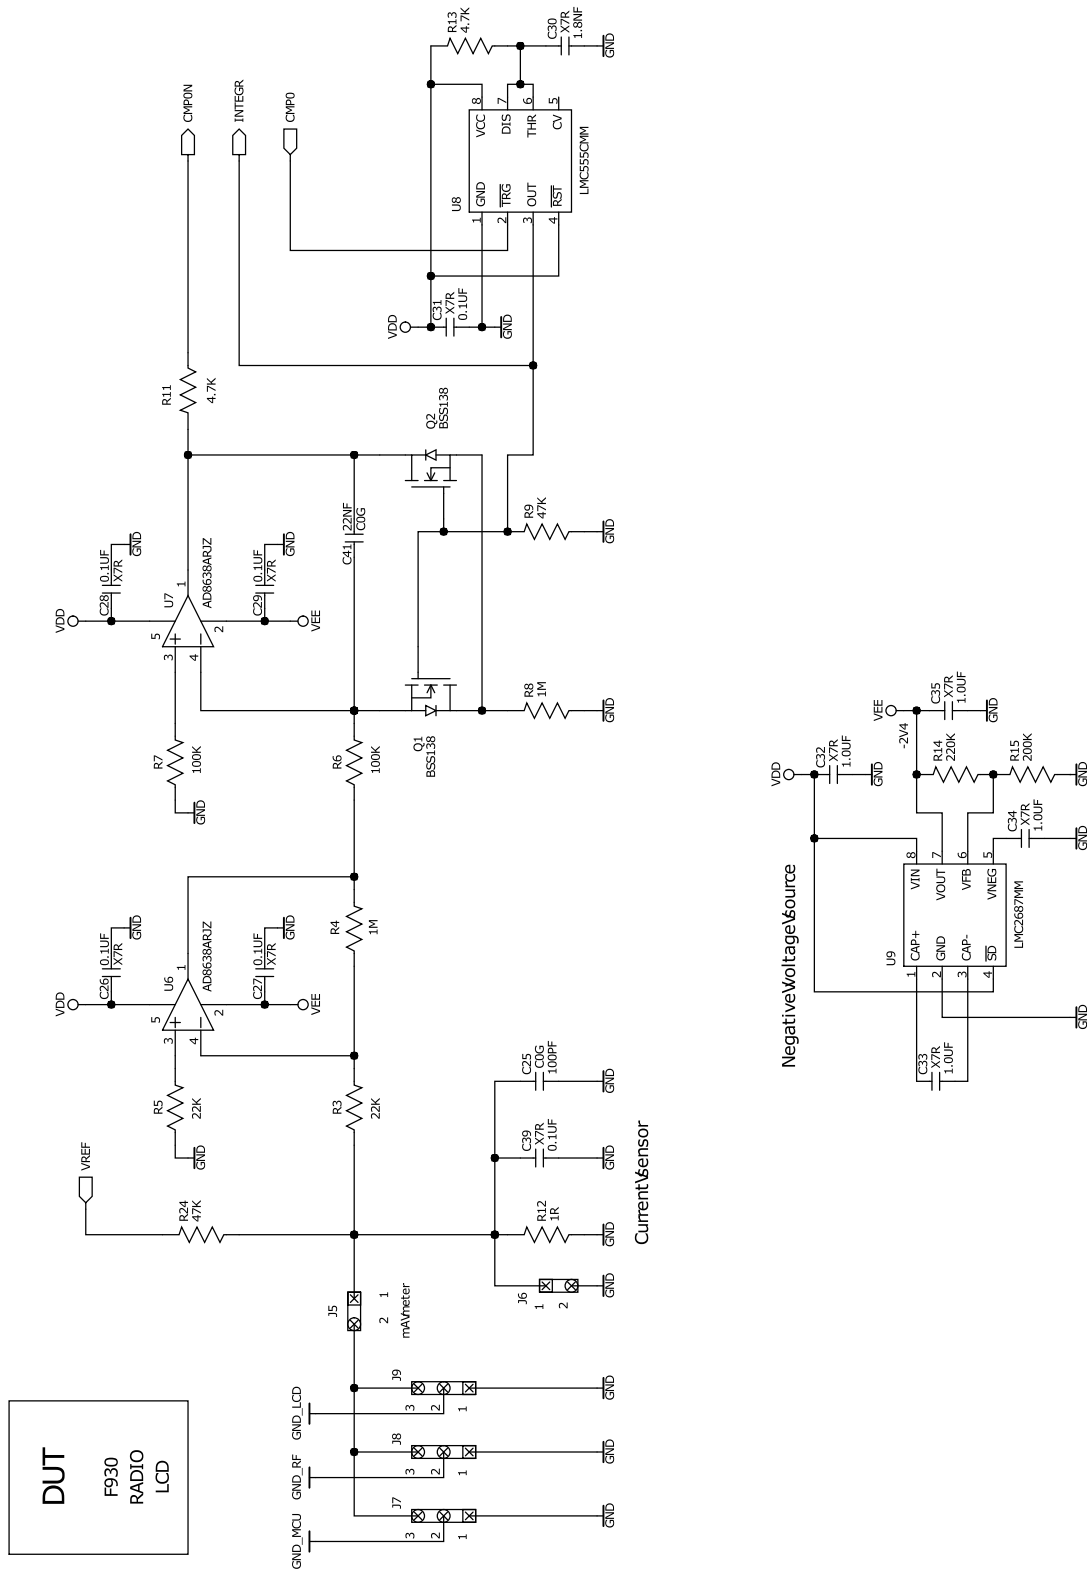 DUT
F930
RADIO
LCD
GND_MCU
GND_RF
GND_LCD
J7
3
2
1
GND
J8
3
2
1
GND
J9
3
2
1
GND
J5
2
1
J6
1
2
GND
VREF
R24
47K
R12
1R
GND
C39
X7R
0.1UF
GND
C25
C0G
100PF
GND
R5
22K
GND
R3
22K
VDD
C26
0.1UF
X7R
GND
U6
AD8638ARJZ
3
4
5
2
1
C27
0.1UF
X7R
GND
VEE
R4
1M
R7
100K
GND
R6
100K
VDD
C28
0.1UF
X7R
GND
U7
AD8638ARJZ
3
4
5
2
1
C29
0.1UF
X7R
GND
VEE
C41
22NF
C0G
Q1
BSS138
Q2
BSS138
R8
1M
GND
R9
47K
GND
R11
4.7K
CMP0N
INTEGR
CMP0
VDD
C31
X7R
0.1UF
GND
U8
1
2
3
4
GND
TRG
OUT
RST
VCC
DIS
THR
CV
8
7
6
5
LMC555CMM
R13
4.7K
C30
X7R
1.8NF
GND
U9
1
2
3
4
CAP+
GND
CAP-
SD
VIN
VOUT
VFB
VNEG
8
7
6
5
LMC2687MM
C33
X7R
1.0UF
GND
VDD
C32
X7R
1.0UF
GND
C34
X7R
1.0UF
GND
VEE
-2V4
C35
X7R
1.0UF
GND
R14
220K
R15
200K
GND